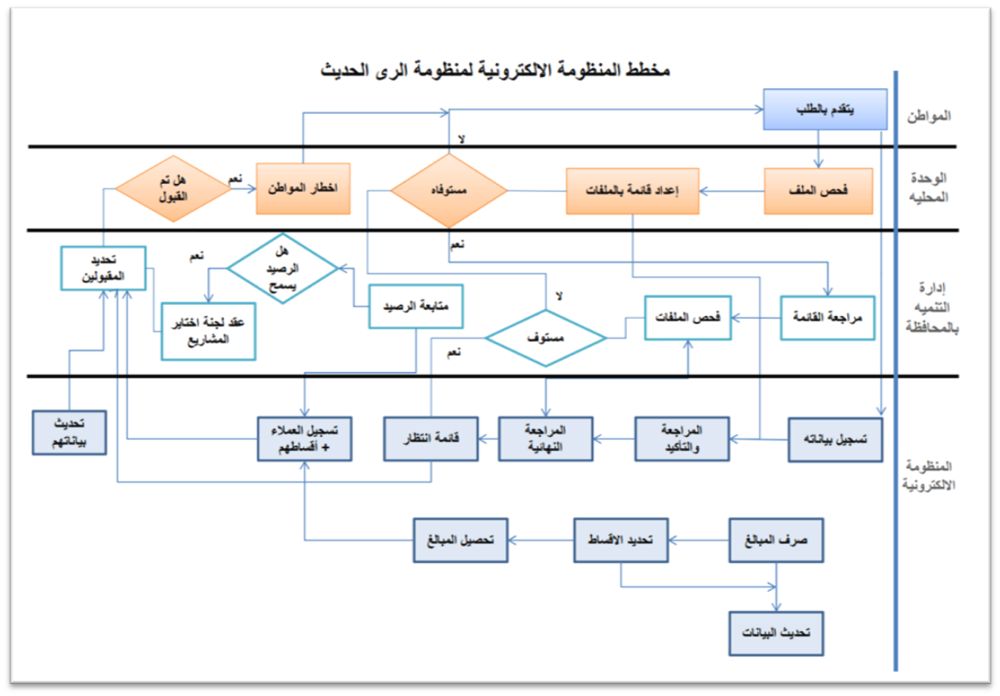 مخطط المنظومة الالكترونية لمنظومة الرى الحديث
المواطن
يتقدم بالطلب
لا
الوحدة
المحليه
فحص الملف
إعداد قائمة بالملفات
مستوفاه
اخطار المواطن
نعم
هل تم
القبول
نعم
إدارة
التنميه
بالمحافظة
مراجعة القائمة
فحص الملفات
لا
مستوف
نعم
متابعة الرصيد
هل
الرصيد
يسمح
نعم
عقد لجنة اختاير
المشاريع
تحديد
المقبولين
المنظومة
الالكترونية
تسجيل بياناته
المراجعة
والتأكيد
المراجعة
النهائية
قائمة انتظار
تسجيل العملاء
+ أقساطهم
تحديث
بياناتهم
صرف المبالغ
تحديد الاقساط
تحصيل المبالغ
تحديث البيانات